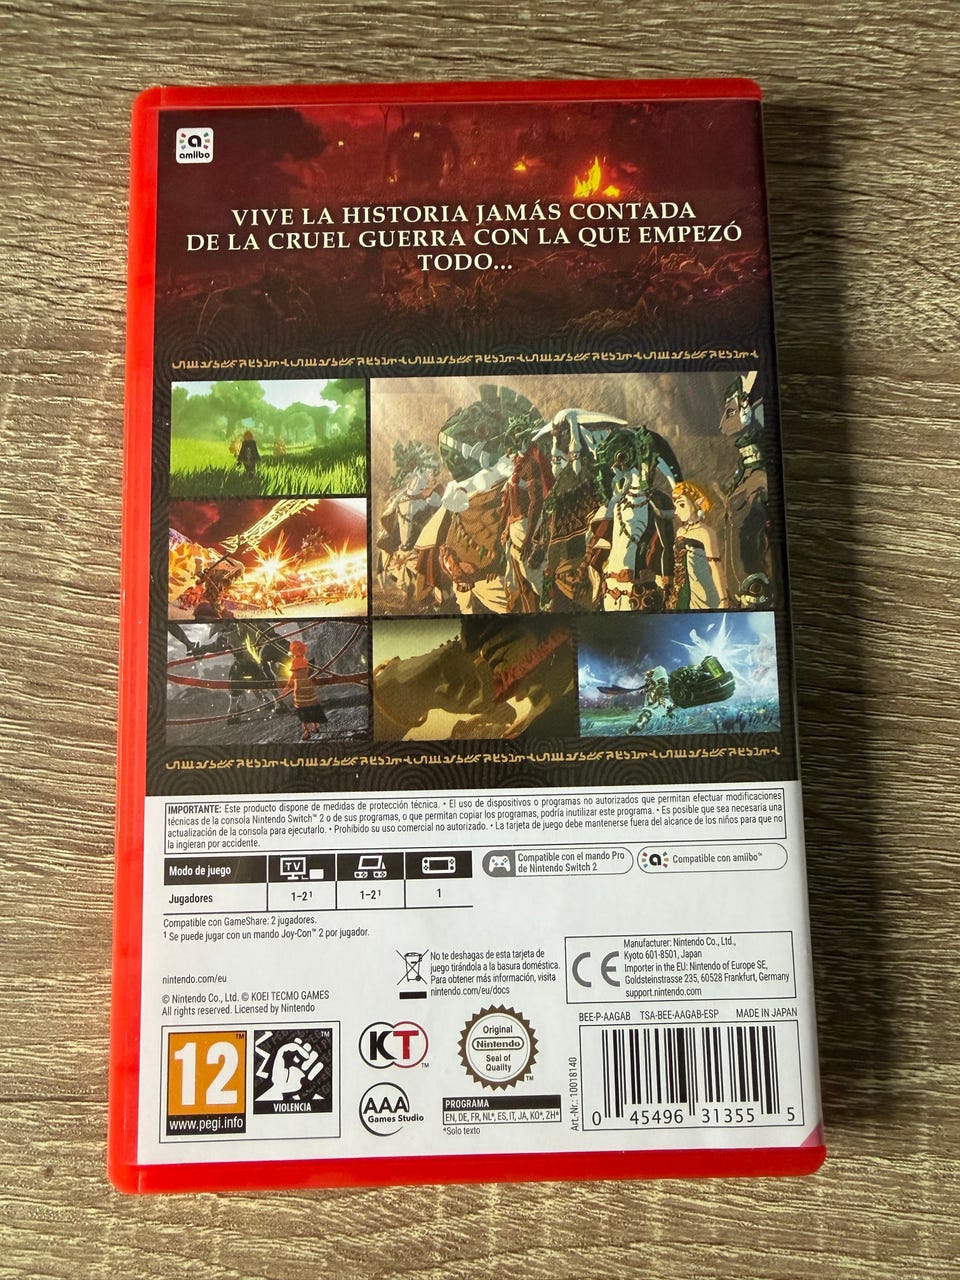 amiibo
VIVE LA HISTORIA JAMÁS CONTADA
DE LA CRUEL GUERRA CON LA QUE EMPEZÓ
TODO...
IMPORTANTE: Este producto dispone de medidas de protección técnica. • El uso de dispositivos o programas no autorizados que permitan efectuar modificaciones
técnicas de la consola Nintendo Switch™ 2 o de sus programas, o que permitan copiar los programas, podría inutilizar este programa. • Es posible que sea necesaria una
actualización de la consola para ejecutarlo. • Prohibido su uso comercial no autorizado. • La tarjeta de juego debe mantenerse fuera del alcance de los niños para que no
la ingieran por accidente.
Modo de juego
TV
Jugadores
1–2¹
1–2¹
1
Compatible con el mando Pro
de Nintendo Switch 2
a
Compatible con amiibo™
Compatible con GameShare: 2 jugadores.
¹ Se puede jugar con un mando Joy-Con™ 2 por jugador.
nintendo.com/eu
© Nintendo Co., Ltd. © KOEI TECMO GAMES
All rights reserved. Licensed by Nintendo
No te deshagas de esta tarjeta de
juego tirándola a la basura doméstica.
Para obtener más información, visita
nintendo.com/eu/docs
CE
Manufacturer: Nintendo Co., Ltd.,
Kyoto 601-8501, Japan
Importer in the EU: Nintendo of Europe SE,
Goldsteinstrasse 235, 60528 Frankfurt, Germany
support.nintendo.com
BEE-P-AAGAB TSA-BEE-AAGAB-ESP MADE IN JAPAN
12™
www.pegi.info
™
VIOLENCIA
KT™
AAA
Games Studio
Original
Nintendo
Seal of
Quality
™
PROGRAMA
EN, DE, FR, NL*, ES, IT, JA, KO*, ZH*
*Solo texto
Art.-Nr.: 10018140
0 45496 31355 5